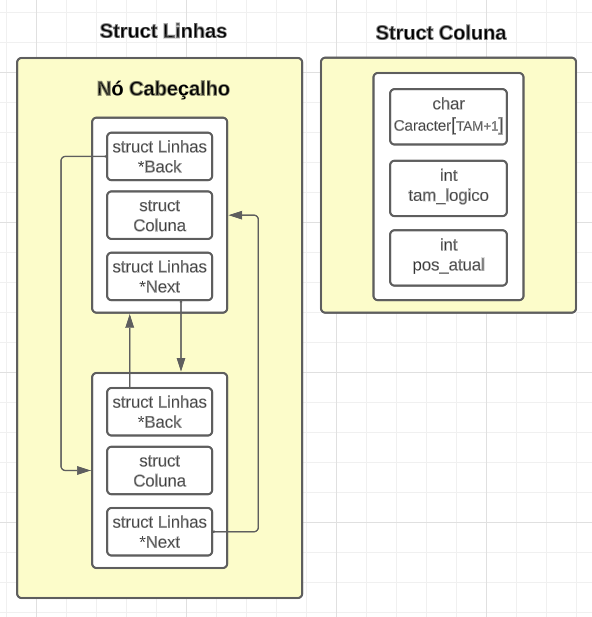 Struct Linhas
Nó Cabeçalho
struct Linhas
*Back
struct
Coluna
struct Linhas
*Next
struct Linhas
*Back
struct
Coluna
struct Linhas
*Next
Struct Coluna
char
Caracter[TAM+1]
int
tam_logico
int
pos_atual